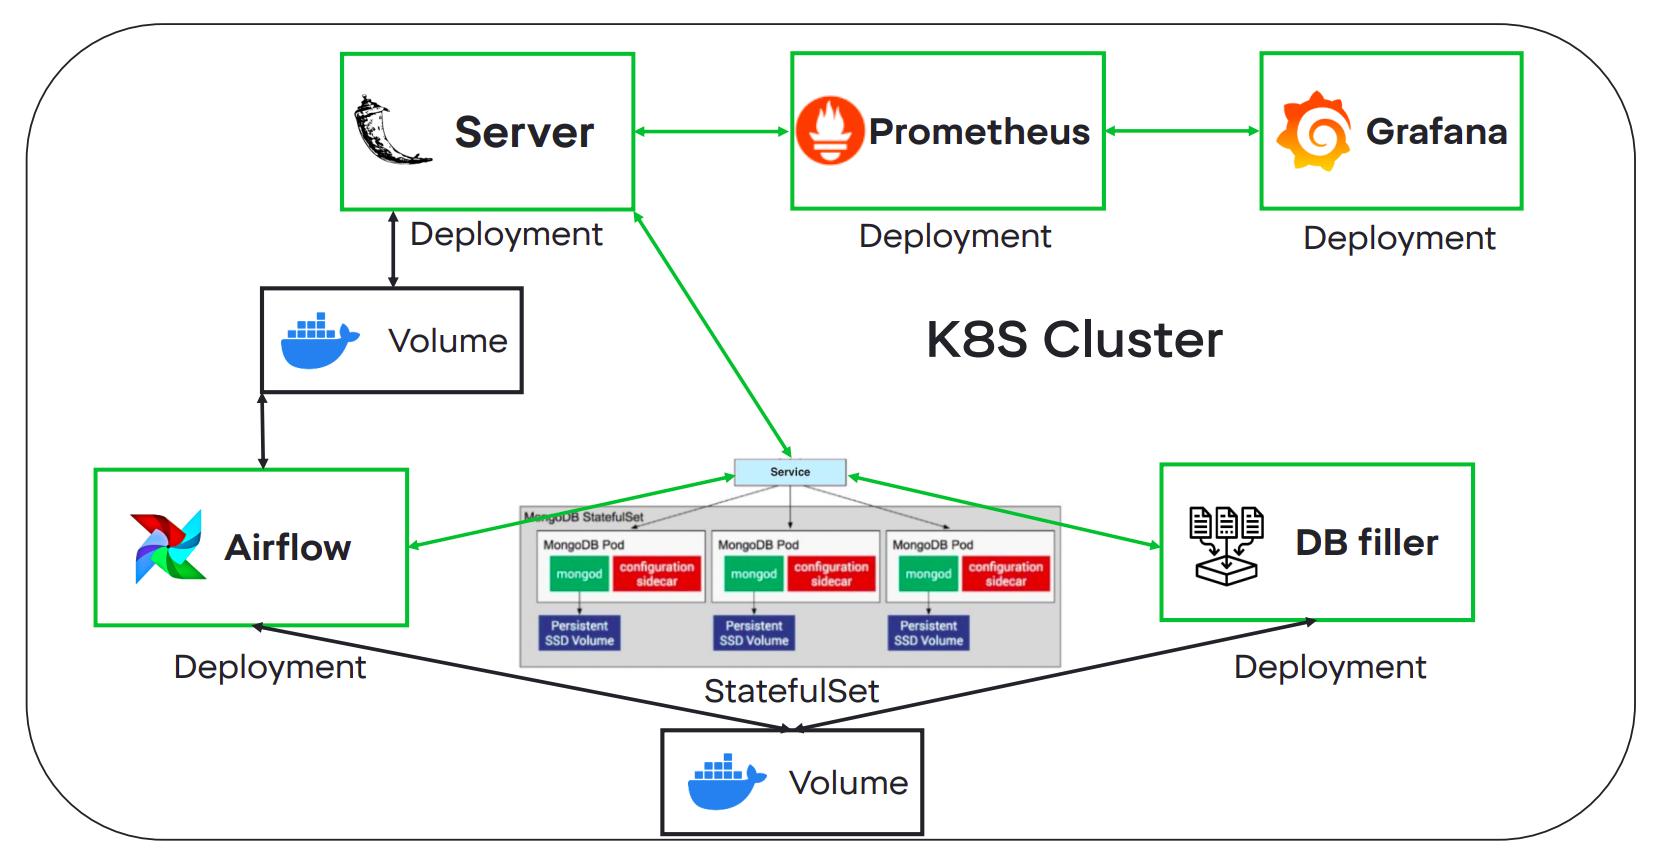 Server
Prometheus
Grafana
Deployment
Deployment
Deployment
Volume
K8S Cluster
Service
Airflow
MongoDB StatefulSet
MongoDB Pod
mongod
configuration
sidecar
Persistent
SSD Volume
MongoDB Pod
mongod
configuration
sidecar
Persistent
SSD Volume
MongoDB Pod
mongod
configuration
sidecar
Persistent
SSD Volume
DB filler
Deployment
StatefulSet
Deployment
Volume